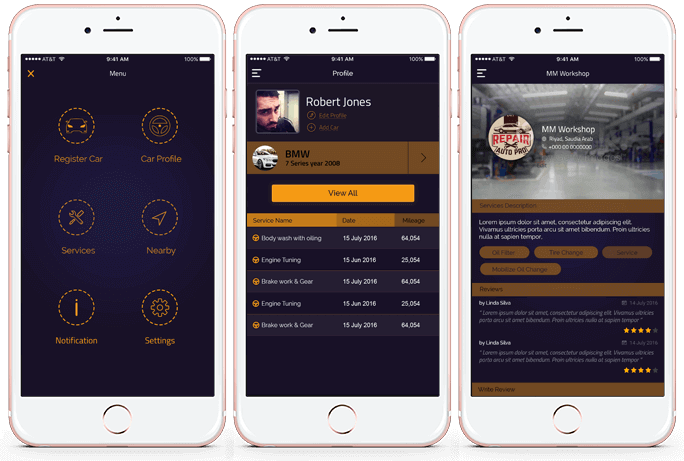 AT&T
9:41 AM
100%
Menu
Register Car
Car Profile
Services
Nearby
Notification
Settings
AT&T
9:41 AM
100%
Profile
Robert Jones
Edit Profile
Add Car
BMW
7 Series year 2008
View All
Service Name Date Mileage
Body wash with oiling 15 July 2016 64,054
Engine Tuning 15 Jun 2016 25,054
Brake work & Gear 15 July 2016 64,054
Engine Tuning 15 Jun 2016 25,054
Brake work & Gear 15 July 2016 64,054
AT&T
9:41 AM
100%
MM Workshop
REPAIR
AUTO PROS
MM Workshop
Riyad, Saudia Arab
+000 00 0000000
Services Description
Lorem ipsum dolor sit amet, consectetur adipiscing elit.
Vivamus ultricies porta arcu sit amet bibendum. Proin
ultricies nulla at sapien tempor.
Oil Filter
Tire Change
Service
Mobilize Oil Change
Reviews
by Linda Silva 14 July 2016
" Lorem ipsum dolor sit amet, consectetur adipiscing elit. Vivamus ultricies
porta arcu sit amet bibendum. Proin ultricies nulla at sapien tempor "
by Linda Silva 14 July 2016
" Lorem ipsum dolor sit amet, consectetur adipiscing elit. Vivamus ultricies
porta arcu sit amet bibendum. Proin ultricies nulla at sapien tempor "
Write Review